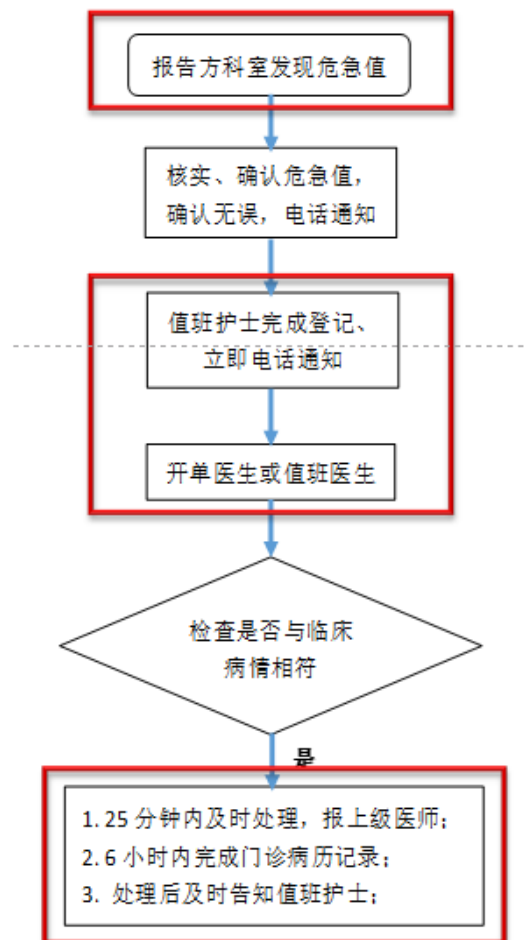 报告方科室发现危急值
核实、确认危急值，
确认无误，电话通知
值班护士完成登记、
立即电话通知
开单医生或值班医生
检查是否与临床
病情相符
是
1. 25 分钟内及时处理，报上级医师；
2. 6 小时内完成门诊病历记录；
3. 处理后及时告知值班护士；